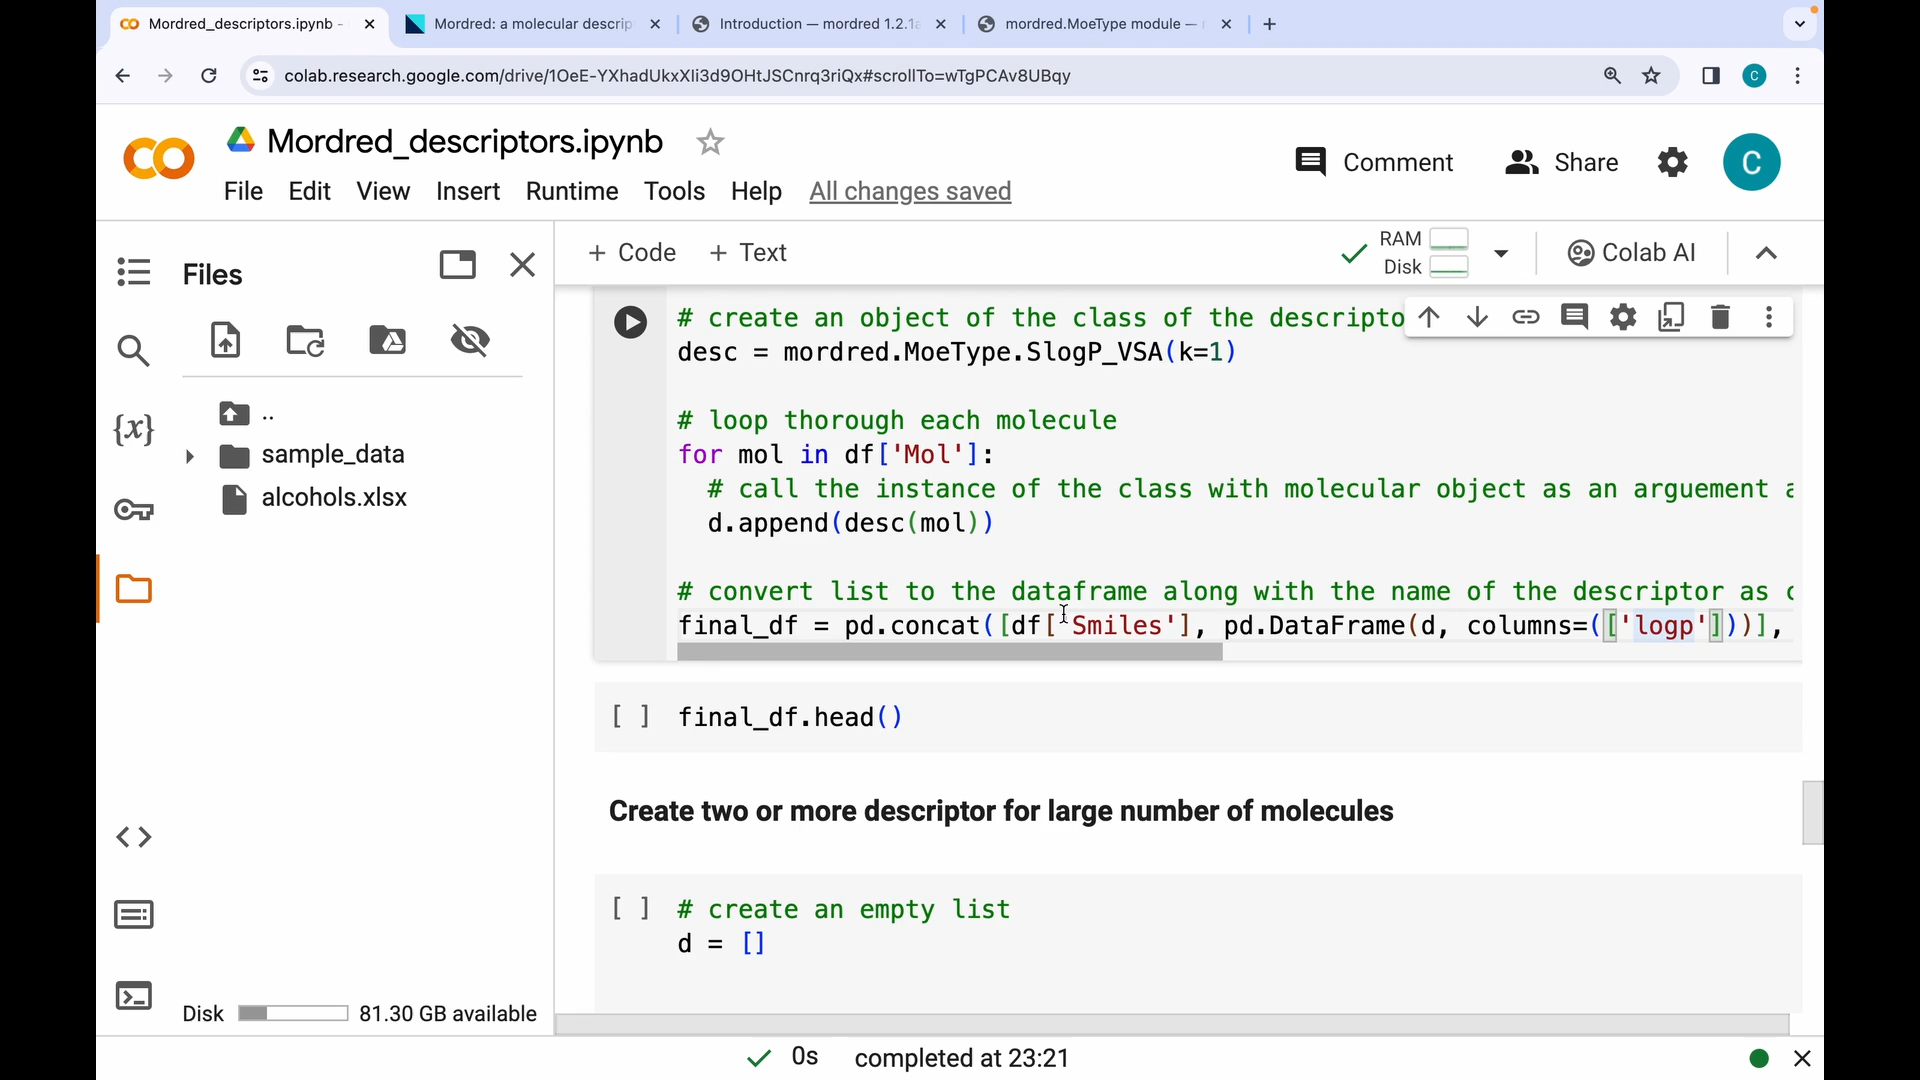 Mordred_descriptors.ipynb -
Mordred: a molecular descrip
Introduction — mordred 1.2.1a
mordred.MoeType module —
colab.research.google.com/drive/1OeE-YXhadUkxXli3d9OHtJSCnrq3riQx#scrollTo=wTgPCAv8UBqy
C
Mordred_descriptors.ipynb
File Edit View Insert Runtime Tools Help All changes saved
Comment
Share
C
Files
..
sample_data
alcohols.xlsx
{x}
Disk 81.30 GB available
+ Code + Text
RAM
Disk
Colab AI
# create an object of the class of the descripto
desc = mordred.MoeType.SlogP_VSA(k=1)
# loop thorough each molecule
for mol in df['Mol']:
# call the instance of the class with molecular object as an arguement a
d.append(desc(mol))
# convert list to the dataframe along with the name of the descriptor as c
final_df = pd.concat([df['Smiles'], pd.DataFrame(d, columns=(['logp']))],
[ ] final_df.head()
Create two or more descriptor for large number of molecules
[ ] # create an empty list
d = []
0s completed at 23:21